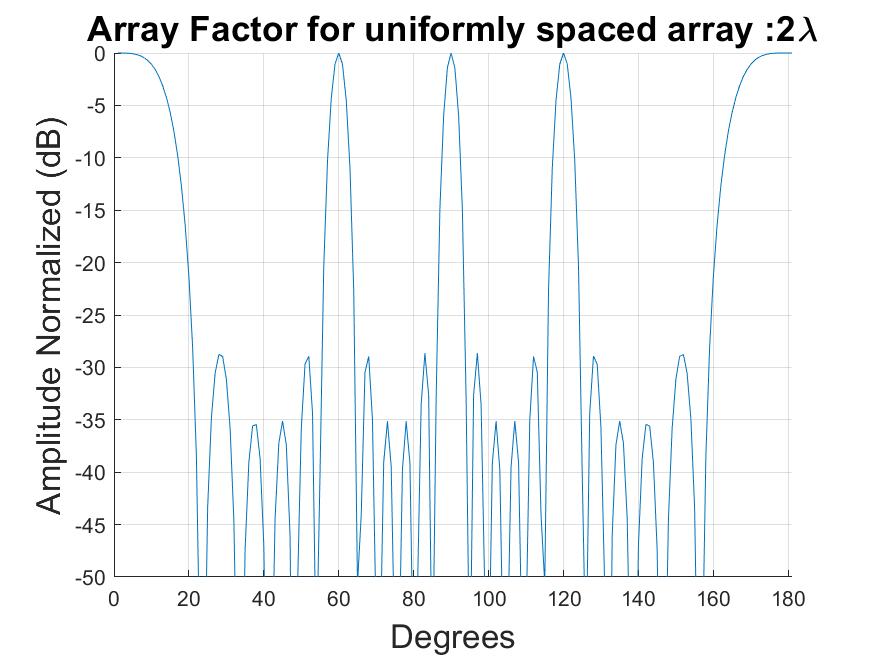 Array Factor for uniformly spaced array :2λ
0
-5
-10
-15
-20
-25
-30
-35
-40
-45
-50
Amplitude Normalized (dB)
0 20 40 60 80 100 120 140 160 180
Degrees